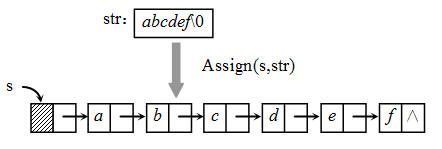 str： abcdef\0
Assign(s,str)
s
a b c d e f ∧